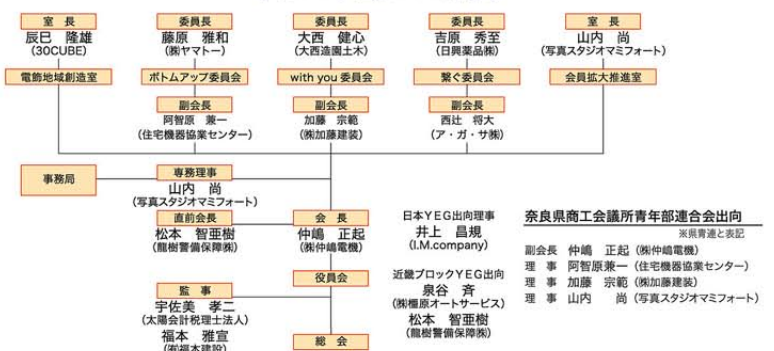 室 長
委員長
委員長
委員長
室 長
辰巳 隆雄
藤原 雅和
大西 健心
吉原 秀至
山内 尚
(30CUBE)
(㈱ヤマトー)
(大西造園土木)
(日興薬品㈱)
(写真スタジオマミフォート)
電飾地域創造室
ボトムアップ委員会
with you 委員会
繋ぐ委員会
会員拡大推進室
副会長
副会長
副会長
阿智原 兼一
加藤 宗範
西辻 将大
(住宅機器協業センター)
(㈱加藤建装)
(ア・ガ・サ㈱)
事務局
専務理事
山内 尚
(写真スタジオマミフォート)
直前会長
松本 智亜樹
(龍樹警備保障㈱)
会 長
仲嶋 正起
(㈱仲嶋電機)
日本YEG出向理事
井上 昌規
(I.M.company)
役員会
監 事
宇佐美 孝二
(太陽会計税理士法人)
福本 雅宣
(㈲福本建設)
総 会
近畿ブロックYEG出向
泉谷 斉
(㈱橿原オートサービス)
松本 智亜樹
(龍樹警備保障㈱)
奈良県商工会議所青年部連合会出向
※県青連と表記
副会長 仲嶋 正起 (㈱仲嶋電機)
理 事 阿智原兼一 (住宅機器協業センター)
理 事 加藤 宗範 (㈱加藤建装)
理 事 山内 尚 (写真スタジオマミフォート)